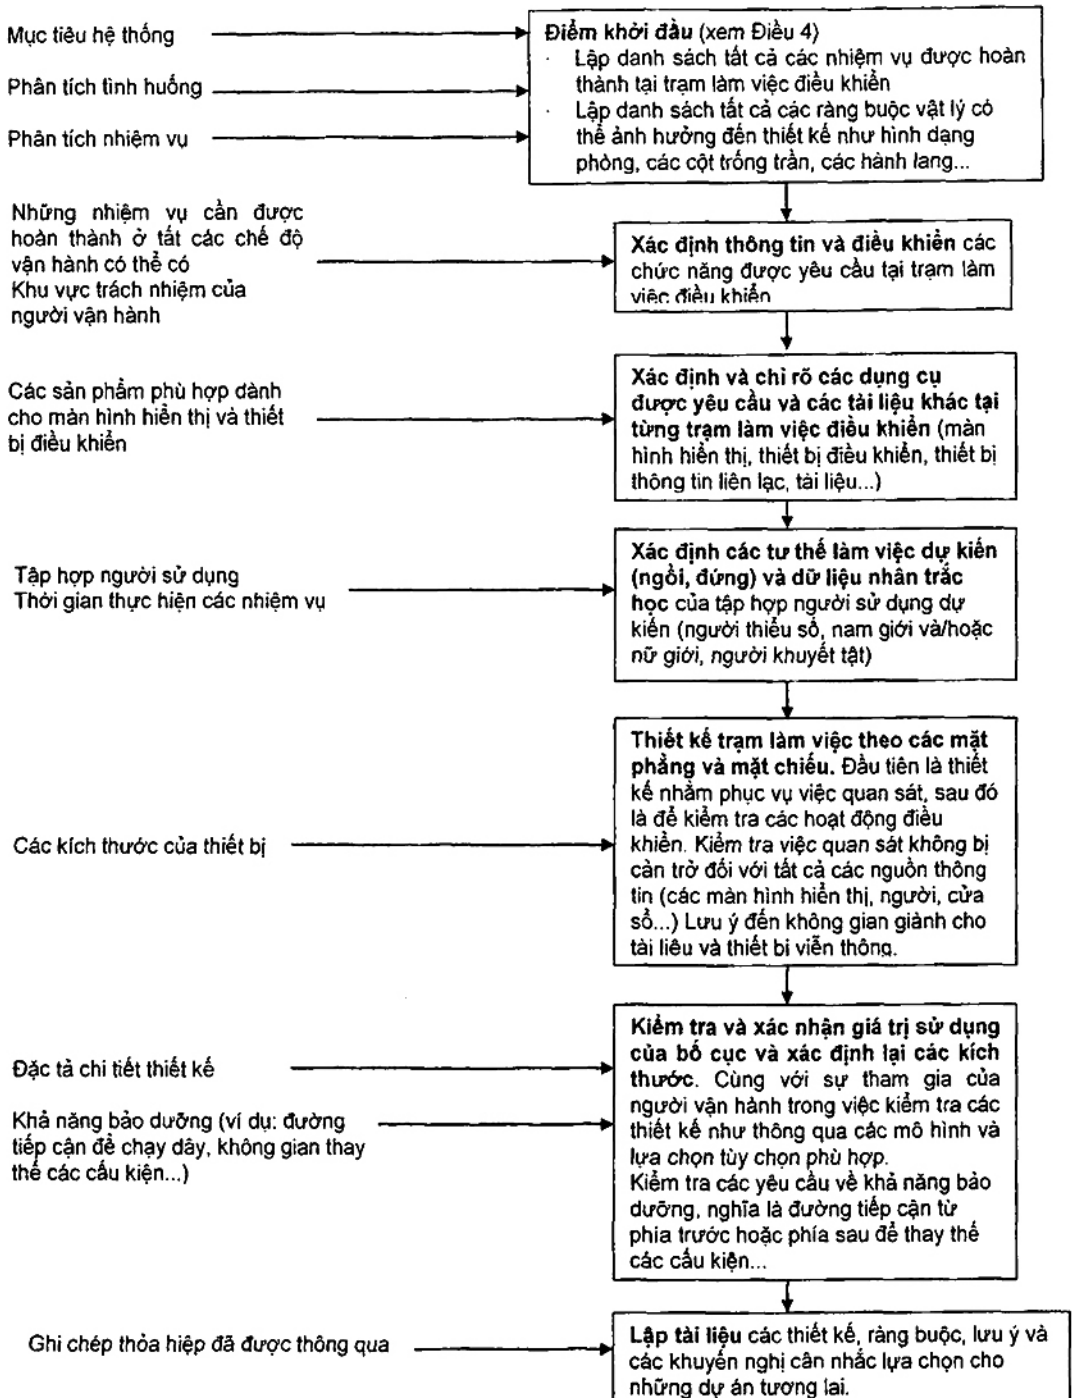 Mục tiêu hệ thống
Phân tích tình huống
Phân tích nhiệm vụ
Điểm khởi đầu (xem Điều 4)
· Lập danh sách tất cả các nhiệm vụ được hoàn
thành tại trạm làm việc điều khiển
· Lập danh sách tất cả các ràng buộc vật lý có
thể ảnh hưởng đến thiết kế như hình dạng
phòng, các cột trống trần, các hành lang...
Những nhiệm vụ cần được
hoàn thành ở tất các chế độ
vận hành có thể có
Khu vực trách nhiệm của
người vận hành
Xác định thông tin và điều khiển các
chức năng được yêu cầu tại trạm làm
việc điều khiển
Các sản phẩm phù hợp dành
cho màn hình hiển thị và thiết
bị điều khiển
Xác định và chỉ rõ các dụng cụ
được yêu cầu và các tài liệu khác tại
từng trạm làm việc điều khiển (màn
hình hiển thị, thiết bị điều khiển, thiết bị
thông tin liên lạc, tài liệu...)
Tập hợp người sử dụng
Thời gian thực hiện các nhiệm vụ
Xác định các tư thế làm việc dự kiến
(ngồi, đứng) và dữ liệu nhân trắc
học của tập hợp người sử dụng dự
kiến (người thiểu số, nam giới và/hoặc
nữ giới, người khuyết tật)
Các kích thước của thiết bị
Thiết kế trạm làm việc theo các mặt
phẳng và mặt chiếu. Đầu tiên là thiết
kế nhằm phục vụ việc quan sát, sau đó
là để kiểm tra các hoạt động điều
khiển. Kiểm tra việc quan sát không bị
cản trở đối với tất cả các nguồn thông
tin (các màn hình hiển thị, người, cửa
sổ...) Lưu ý đến không gian giành cho
tài liệu và thiết bị viễn thông.
Đặc tả chi tiết thiết kế
Khả năng bảo dưỡng (ví dụ: đường
tiếp cận để chạy dây, không gian thay
thế các cấu kiện...)
Kiểm tra và xác nhận giá trị sử dụng
của bố cục và xác định lại các kích
thước. Cùng với sự tham gia của
người vận hành trong việc kiểm tra các
thiết kế như thông qua các mô hình và
lựa chọn tùy chọn phù hợp.
Kiểm tra các yêu cầu về khả năng bảo
dưỡng, nghĩa là đường tiếp cận từ
phía trước hoặc phía sau để thay thế
các cấu kiện...
Ghi chép thỏa hiệp đã được thông qua
Lập tài liệu các thiết kế, ràng buộc, lưu ý và
các khuyến nghị cân nhắc lựa chọn cho
những dự án tương lai.